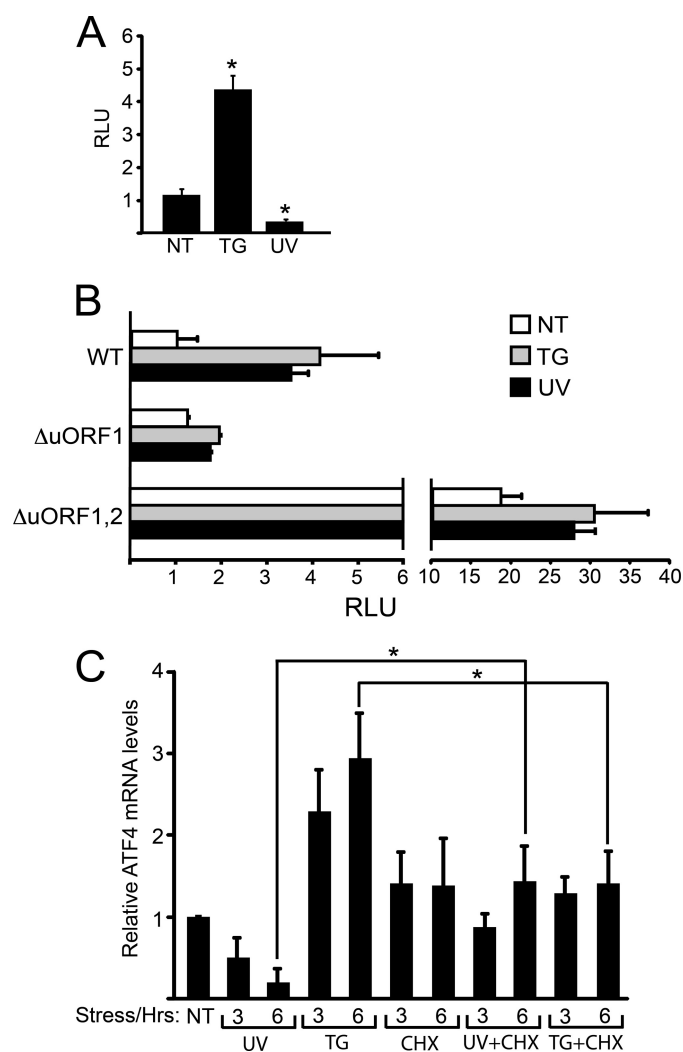 A
6
5
4
3
2
1
RLU
*
*
NT TG UV
B
NT
TG
UV
WT
ΔuORF1
ΔuORF1,2
1 2 3 4 5 6 10 15 20 25 30 35 40
RLU
C
4
3
2
1
Relative ATF4 mRNA levels
*
*
Stress/Hrs: NT 3 6 3 6 3 6 3 6 3 6
UV TG CHX UV+CHX TG+CHX